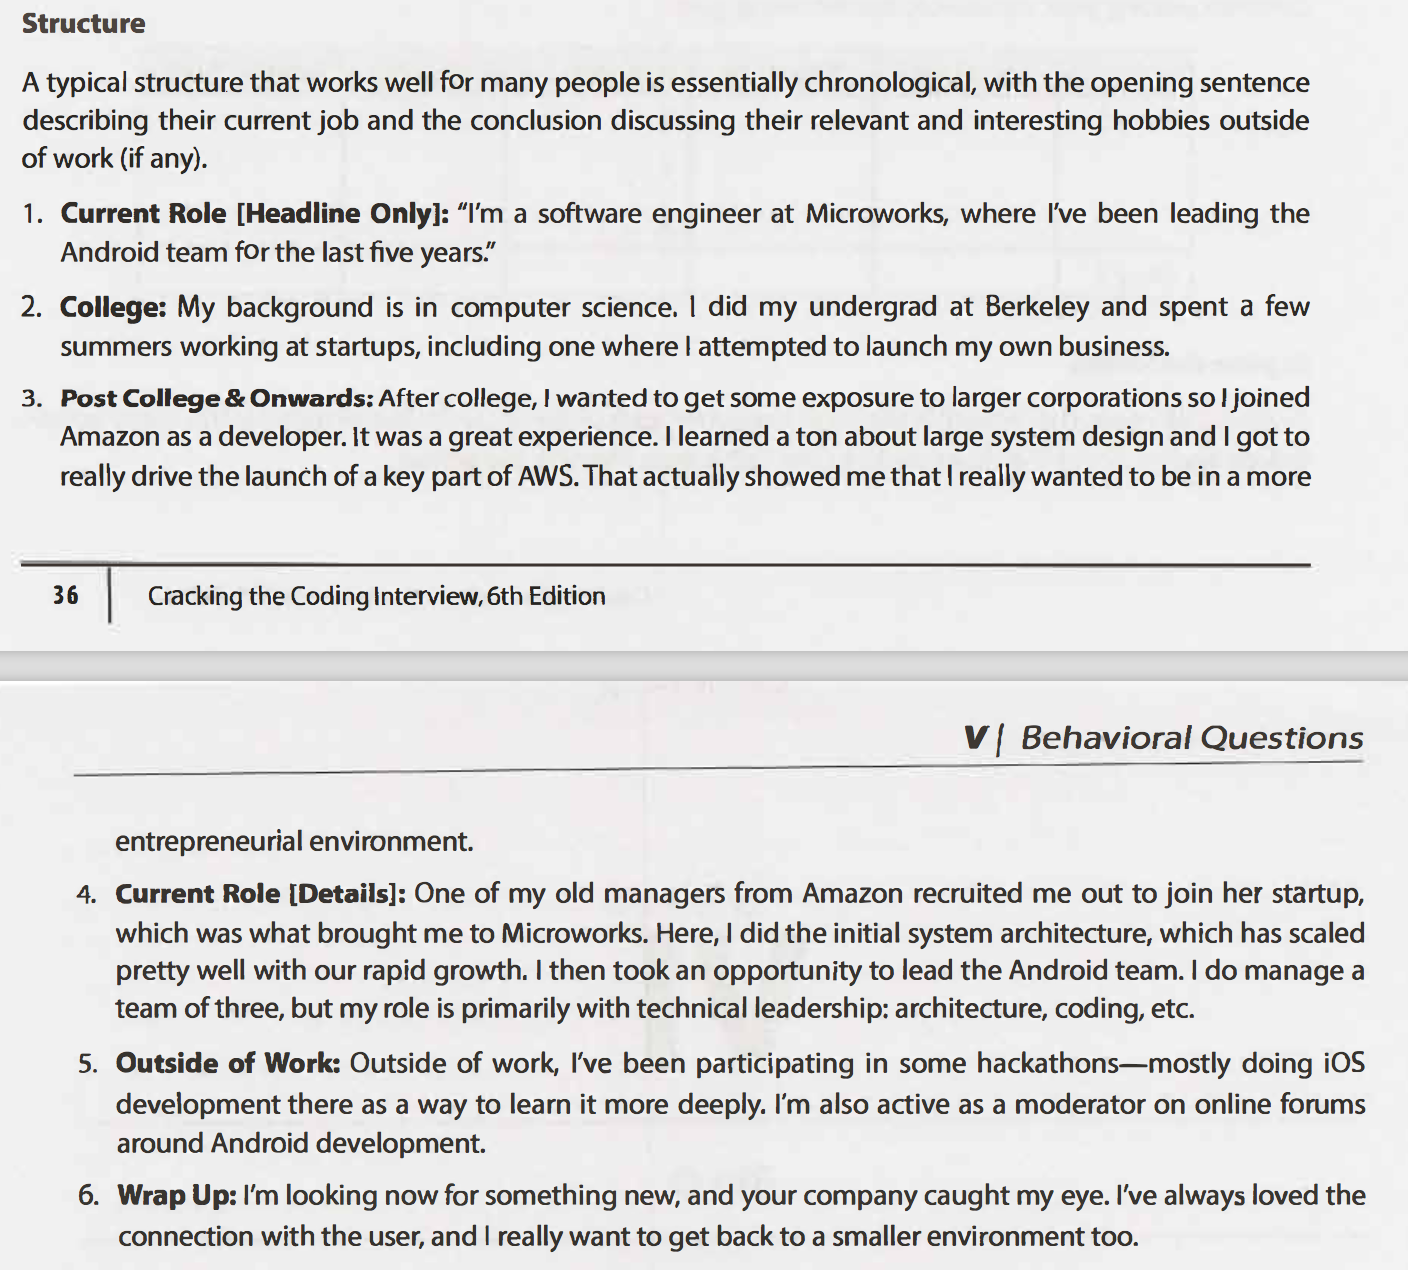 Structure
A typical structure that works well for many people is essentially chronological, with the opening sentence
describing their current job and the conclusion discussing their relevant and interesting hobbies outside
of work (if any).
1. Current Role [Headline Only]: "I'm a software engineer at Microworks, where I've been leading the
Android team for the last five years."
2. College: My background is in computer science. I did my undergrad at Berkeley and spent a few
summers working at startups, including one where I attempted to launch my own business.
3. Post College & Onwards: After college, I wanted to get some exposure to larger corporations so I joined
Amazon as a developer. It was a great experience. I learned a ton about large system design and I got to
really drive the launch of a key part of AWS. That actually showed me that I really wanted to be in a more
36 | Cracking the Coding Interview, 6th Edition
V | Behavioral Questions
entrepreneurial environment.
4. Current Role [Details]: One of my old managers from Amazon recruited me out to join her startup,
which was what brought me to Microworks. Here, I did the initial system architecture, which has scaled
pretty well with our rapid growth. I then took an opportunity to lead the Android team. I do manage a
team of three, but my role is primarily with technical leadership: architecture, coding, etc.
5. Outside of Work: Outside of work, I've been participating in some hackathons—mostly doing iOS
development there as a way to learn it more deeply. I'm also active as a moderator on online forums
around Android development.
6. Wrap Up: I'm looking now for something new, and your company caught my eye. I've always loved the
connection with the user, and I really want to get back to a smaller environment too.